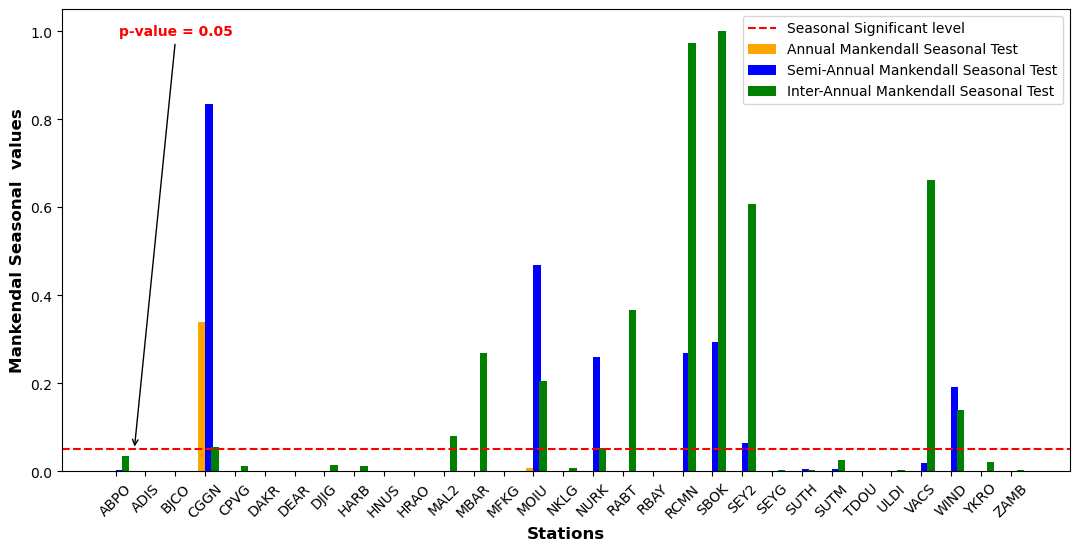 p-value = 0.05
Seasonal Significant level
Annual Mankendall Seasonal Test
Semi-Annual Mankendall Seasonal Test
Inter-Annual Mankendall Seasonal Test
Mankendal Seasonal  values
1.0
0.8
0.6
0.4
0.2
0.0
ABPO ADIS BJCO CGGN CPVG DAKR DEAR DJIG HARB HNUS HRAO MAL2 MBAR MFKG MOIU NKLG NURK RABT RBAY RCMN SBOK SEY2 SEYG SUTH SUTM TDOU ULDI VACS WIND YKRO ZAMB
Stations